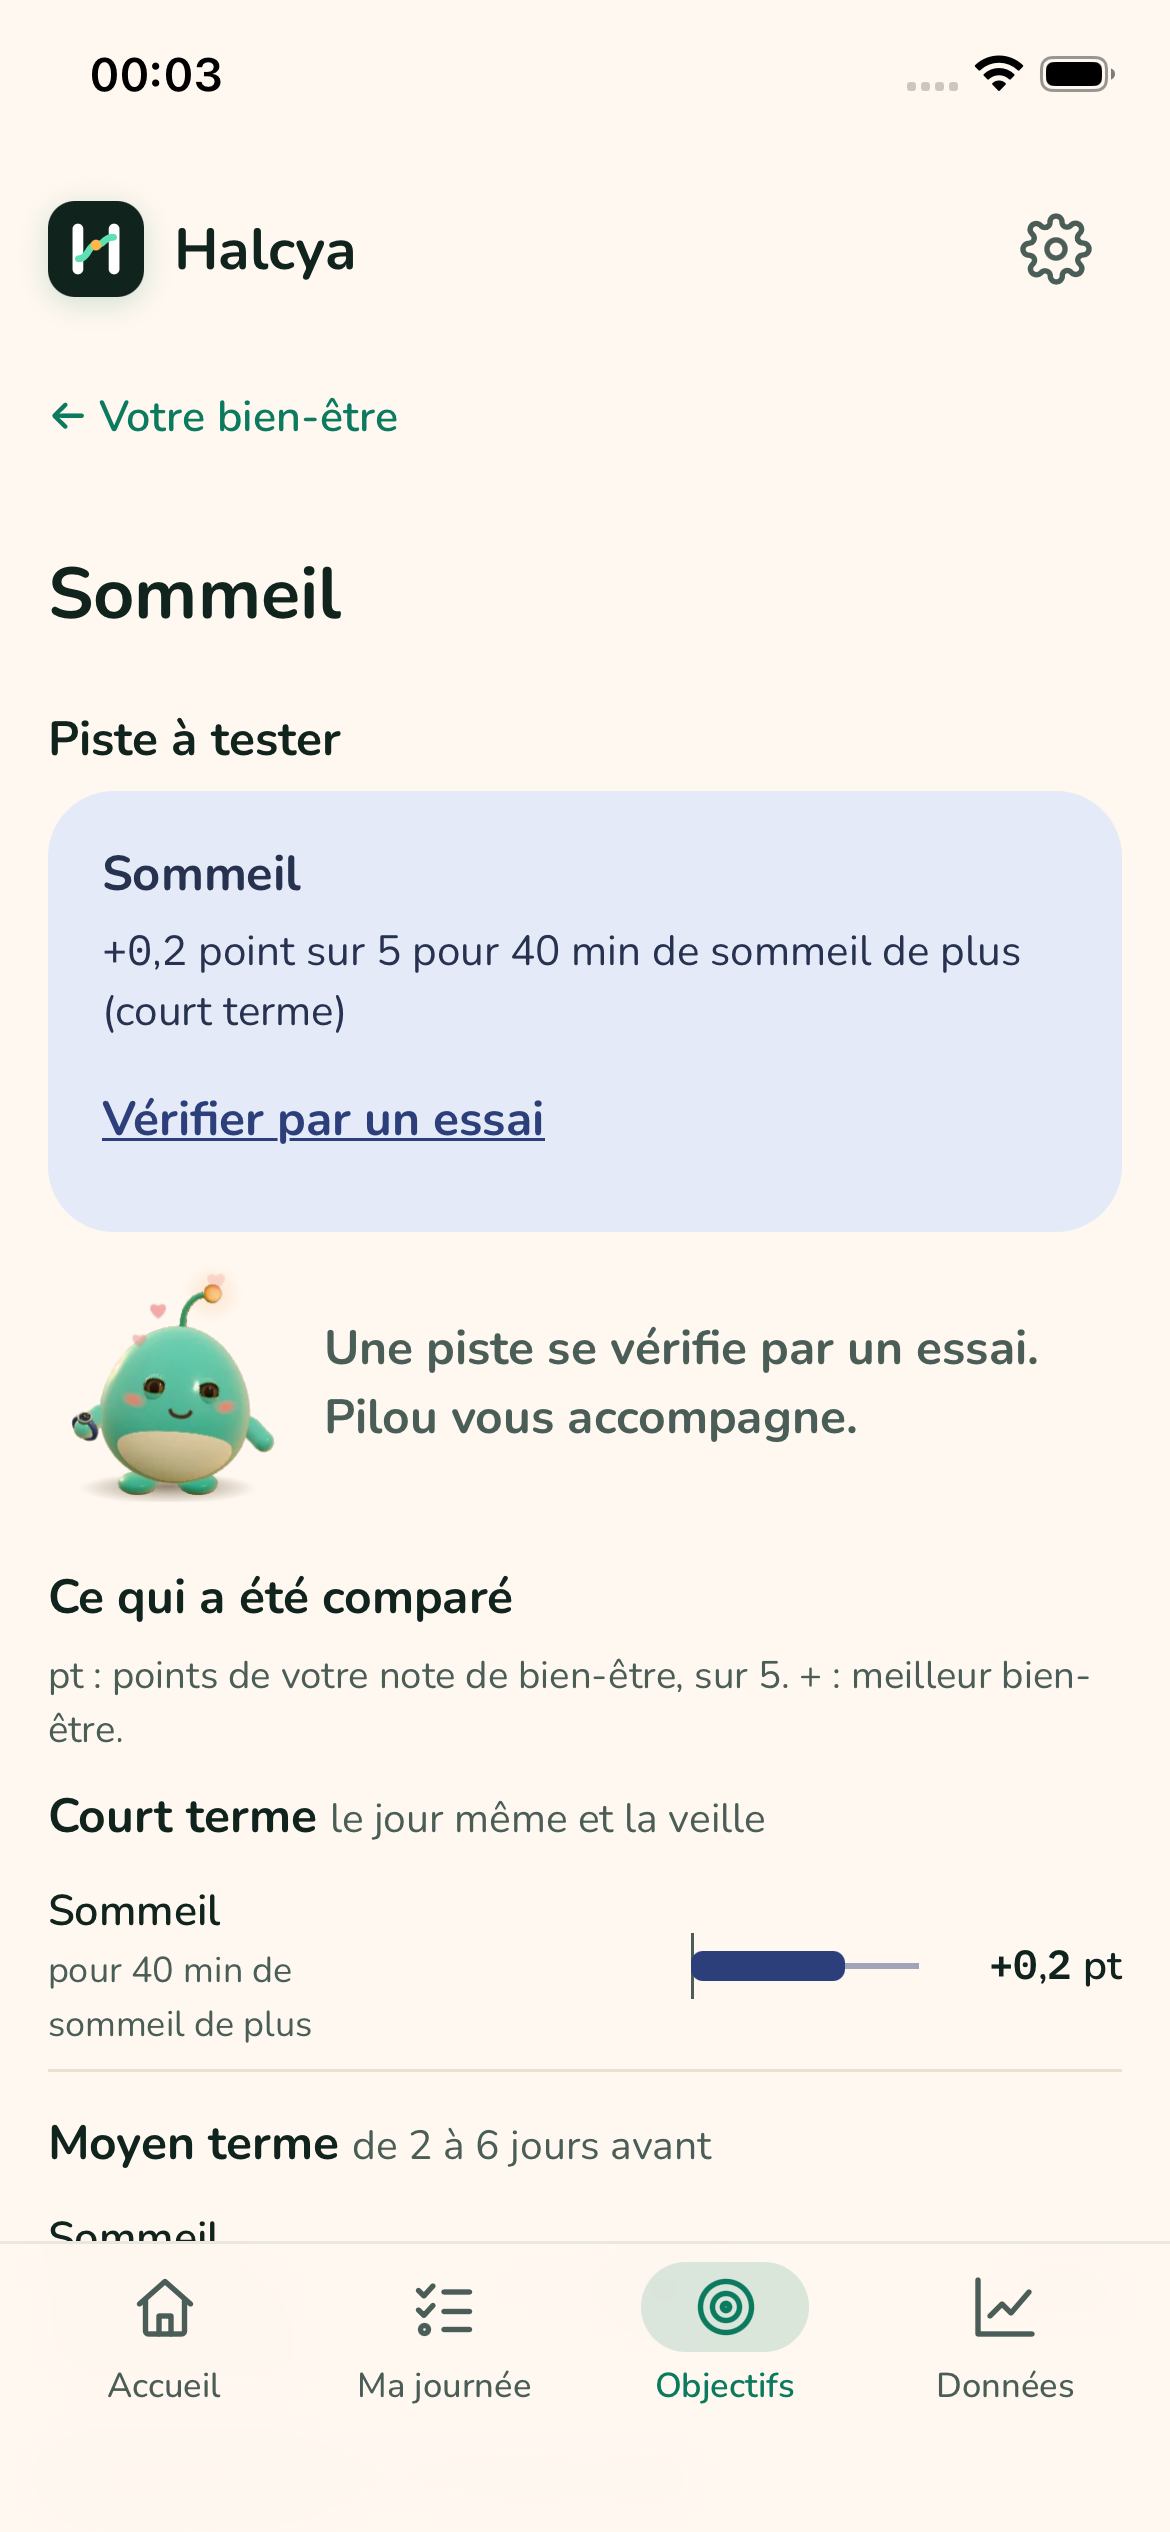 00:03
Halcya
← Votre bien-être
Sommeil
Piste à tester
Sommeil
+0,2 point sur 5 pour 40 min de sommeil de plus
(court terme)
Vérifier par un essai
Une piste se vérifie par un essai.
Pilou vous accompagne.
Ce qui a été comparé
pt : points de votre note de bien-être, sur 5. + : meilleur bien-
être.
Court terme le jour même et la veille
Sommeil
pour 40 min de
sommeil de plus
+0,2 pt
Moyen terme de 2 à 6 jours avant
Sommeil
Accueil
Ma journée
Objectifs
Données